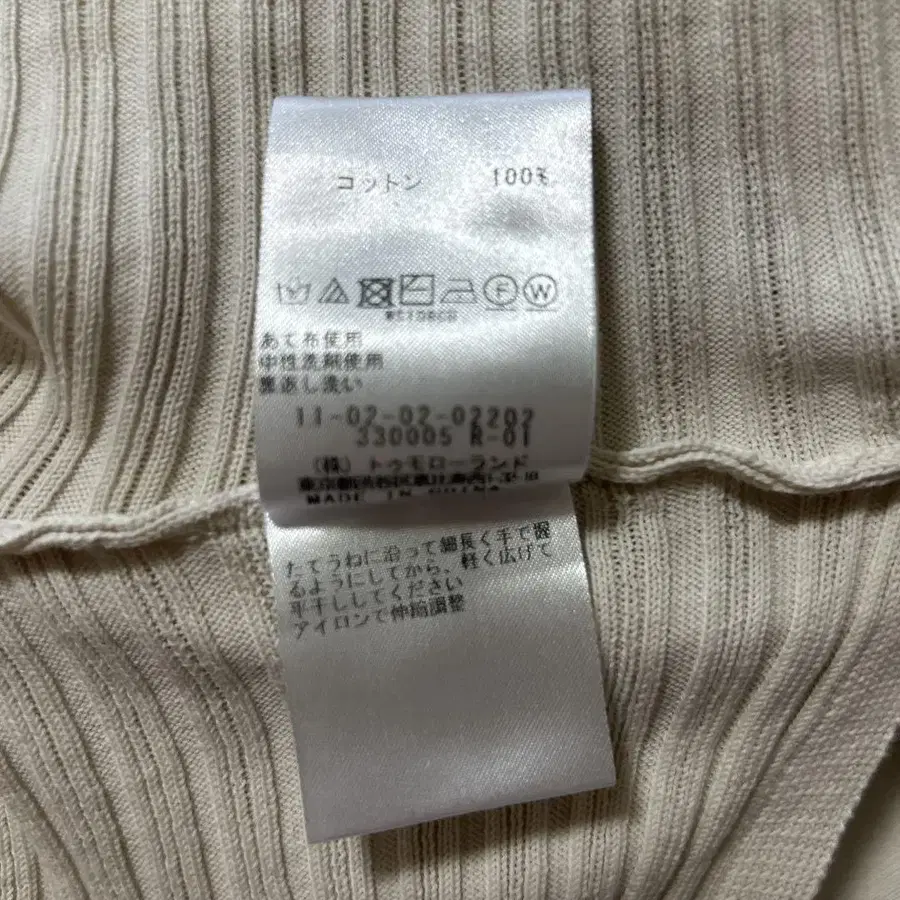 コットン 100%
F W
あて布使用
中性洗剤使用
裏返し洗い
11-02-02-02202
330005 R-01
(株) トゥモローランド
MADE IN CHINA
たてうねに沿って細長く手で握
るようにしてから、軽く広げて
平干ししてください
アイロンで伸縮調整